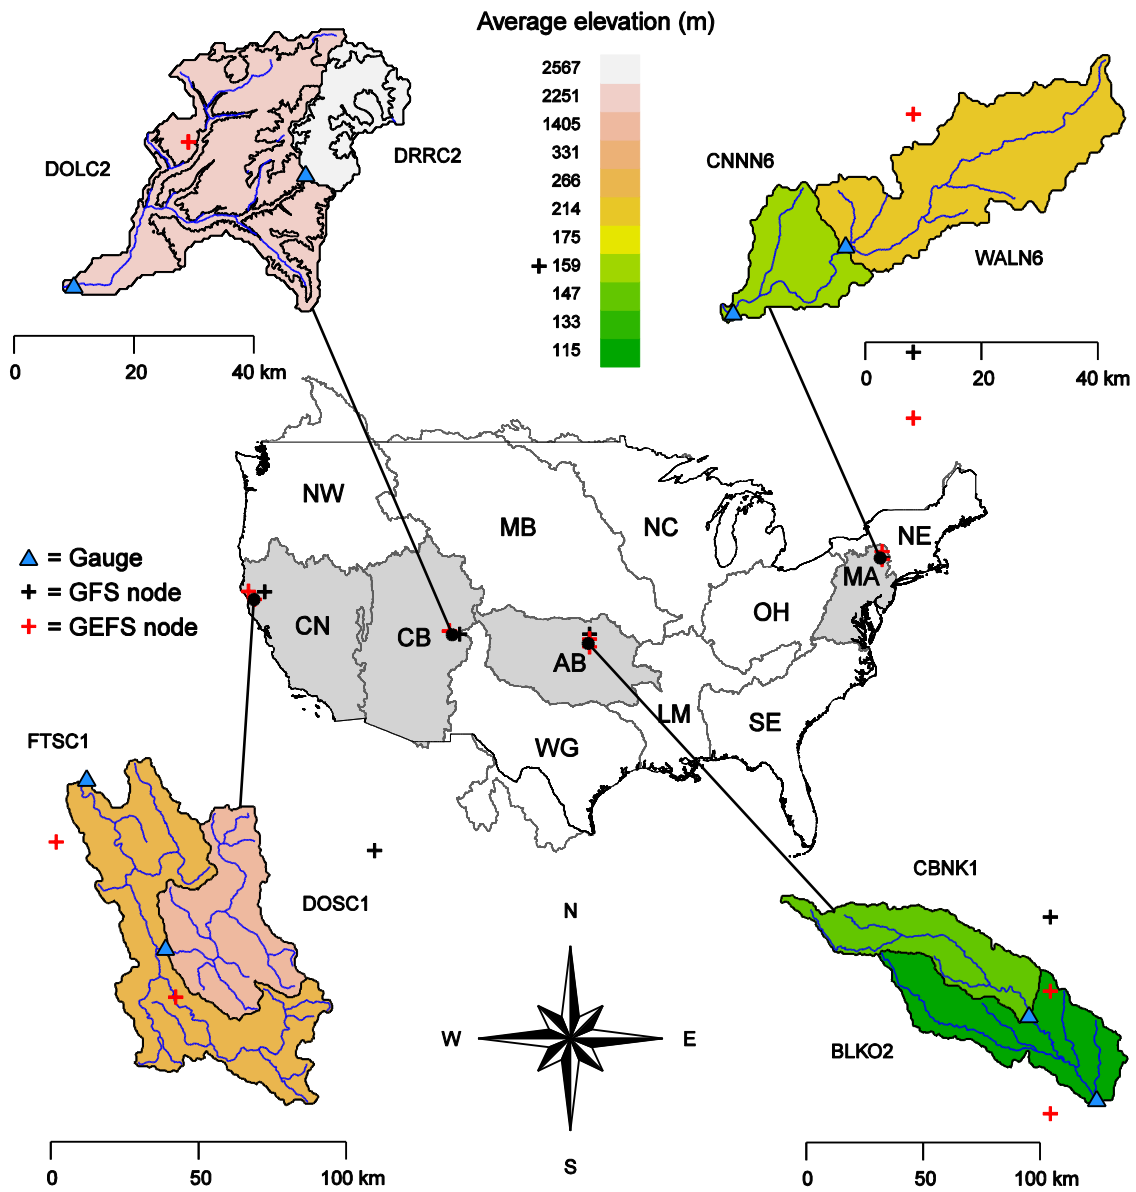 Average elevation (m)
2567
2251
1405
331
266
214
175
159
147
133
115
DOLC2
DRRC2
0 20 40 km
CNNN6
WALN6
0 20 40 km
NW
MB
NC
NE
MA
OH
CN
CB
AB
LM
SE
WG
= Gauge
= GFS node
= GEFS node
FTSC1
DOSC1
0 50 100 km
N
W E
S
CBNK1
BLKO2
0 50 100 km